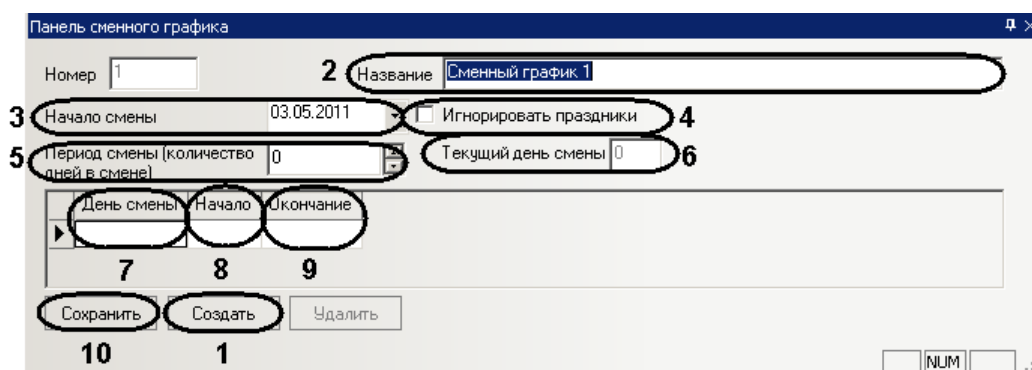 Панель сменного графика
Номер 1 2 Название Сменный график 1
3 Начало смены 03.05.2011 Игнорировать праздники 4
5 Период смены (количество дней в смене) 0 Текущий день смены 0 6
День смены Начало Окончание
7 8 9
Сохранить Создать Удалить
10 1
NUM